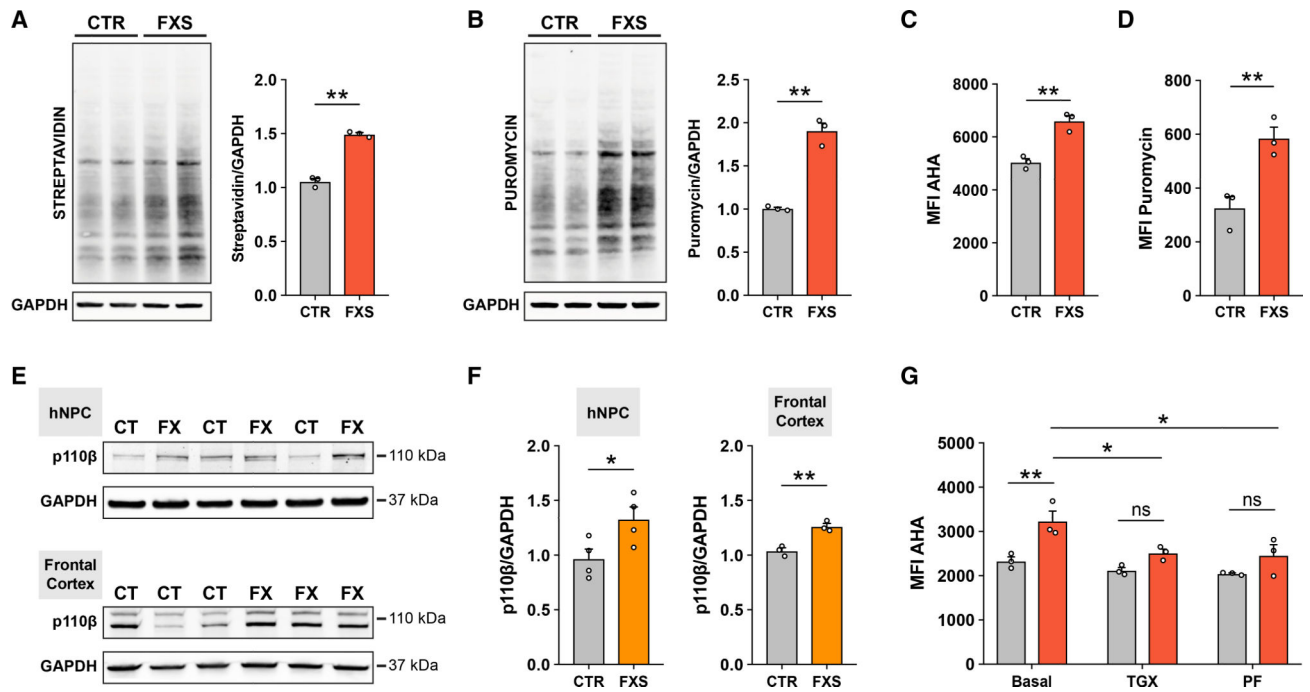 A
CTR FXS
STREPTAVIDIN
GAPDH
Streptavidin/GAPDH
2.0
1.5
1.0
0.5
0.0
**
CTR FXS
B
CTR FXS
PUROMYCIN
GAPDH
Puromycin/GAPDH
2.5
2.0
1.5
1.0
0.5
0.0
**
CTR FXS
C
MFI AHA
8000
6000
4000
2000
0
**
CTR FXS
D
MFI Puromycin
800
600
400
200
0
**
CTR FXS
E
hNPC
CT FX CT FX CT FX
p110β
110 kDa
GAPDH
37 kDa
Frontal
Cortex
CT CT CT FX FX FX
p110β
110 kDa
GAPDH
37 kDa
F
hNPC
p110β/GAPDH
2.0
1.5
1.0
0.5
0.0
*
CTR FXS
Frontal
Cortex
p110β/GAPDH
2.0
1.5
1.0
0.5
0.0
**
CTR FXS
G
MFI AHA
5000
4000
3000
2000
1000
0
*
*
** ns ns
Basal TGX PF